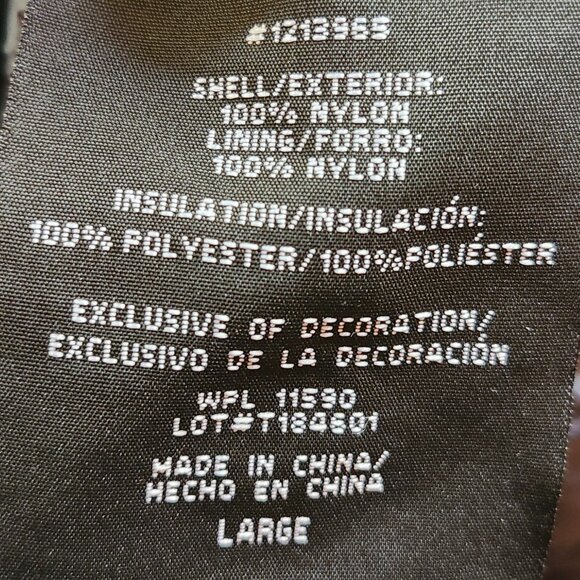 #1213969
SHELL/EXTERIOR:
100% NYLON
LINING/FORRO:
100% NYLON
INSULATION/INSULACIÓN:
100% POLYESTER/100%POLIÉSTER
EXCLUSIVE OF DECORATION/
EXCLUSIVO DE LA DECORACIÓN
WPL 11590
LOT#T184601
MADE IN CHINA/
HECHO EN CHINA
LARGE